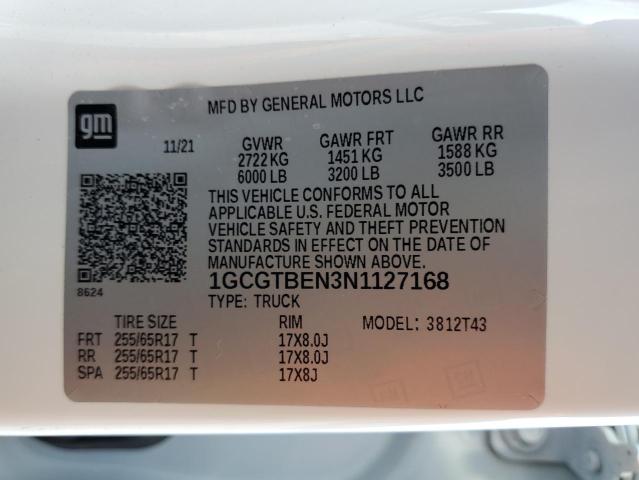 gm
MFD BY GENERAL MOTORS LLC
11/21
GVWR GAWR FRT GAWR RR
2722 KG 1451 KG 1588 KG
6000 LB 3200 LB 3500 LB
THIS VEHICLE CONFORMS TO ALL
APPLICABLE U.S. FEDERAL MOTOR
VEHICLE SAFETY AND THEFT PREVENTION
STANDARDS IN EFFECT ON THE DATE OF
MANUFACTURE SHOWN ABOVE.
8624
1GCGTBEN3N1127168
TYPE: TRUCK
TIRE SIZE RIM MODEL: 3812T43
FRT 255/65R17 T 17X8.0J
RR 255/65R17 T 17X8.0J
SPA 255/65R17 T 17X8J